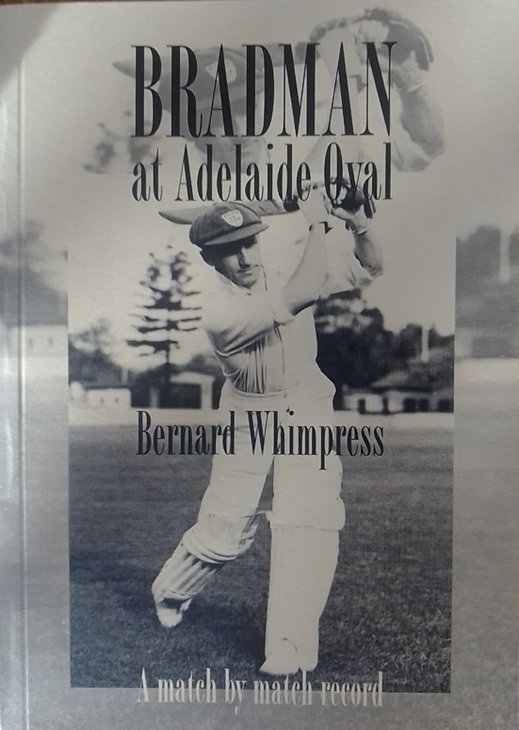 BRADMAN
at Adelaide Oval
Bernard Whimpress
A match by match record